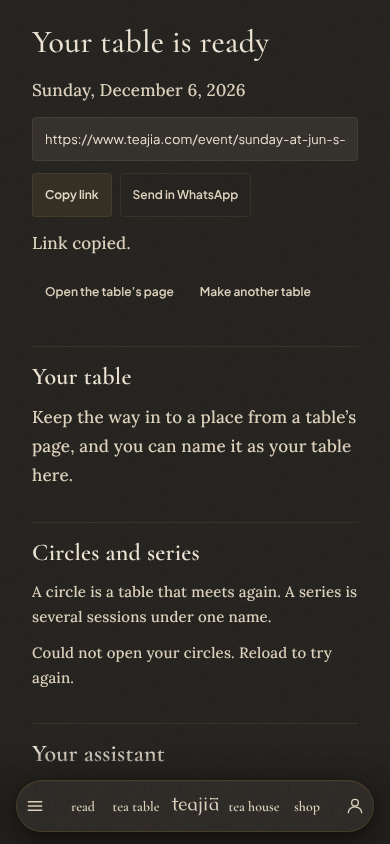 Your table is ready
Sunday, December 6, 2026
https://www.teajia.com/event/sunday-at-jun-s-
Copy link
Send in WhatsApp
Link copied.
Open the table's page
Make another table
Your table
Keep the way in to a place from a table's
page, and you can name it as your table
here.
Circles and series
A circle is a table that meets again. A series is
several sessions under one name.
Could not open your circles. Reload to try
again.
Your assistant
read
tea table
teajiā
tea house
shop